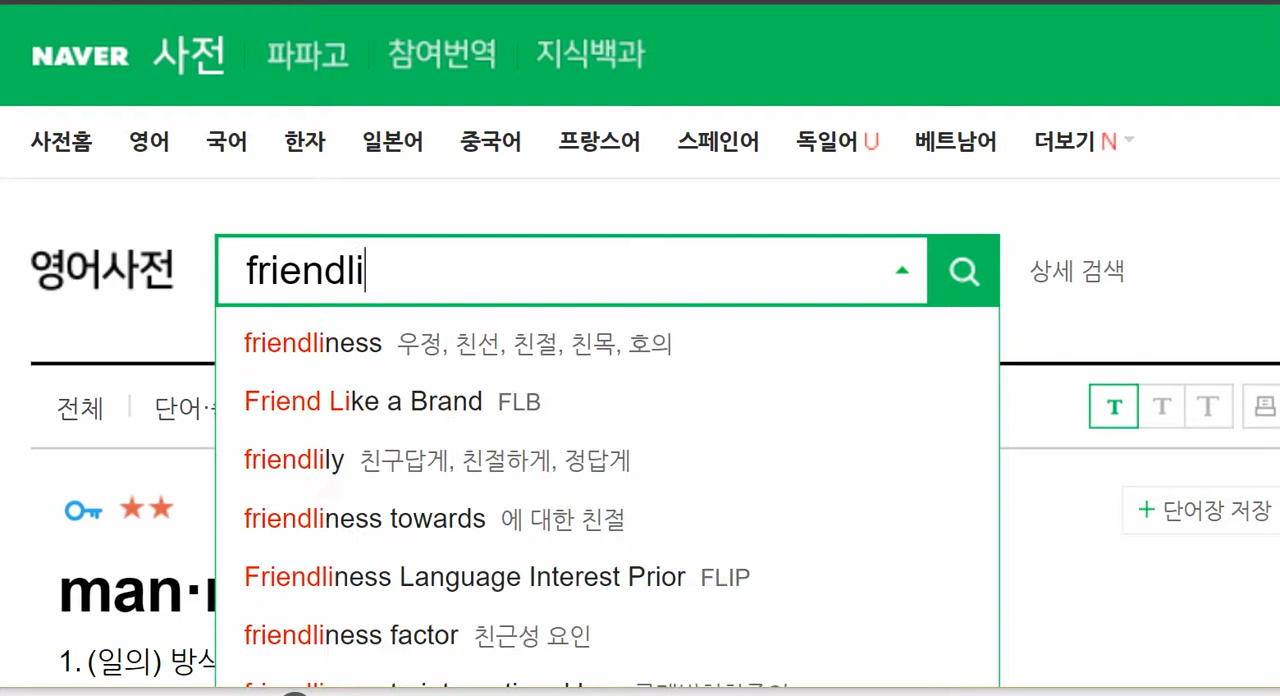 NAVER 사전 파파고 참여번역 지식백과
사전홈 영어 국어 한자 일본어 중국어 프랑스어 스페인어 독일어 U 베트남어 더보기 N
영어사전 friendli 상세 검색
friendliness 우정, 친선, 친절, 친목, 호의
Friend Like a Brand FLB
전체 단어· T T T
friendlily 친구답게, 친절하게, 정답게
friendliness towards 에 대한 친절
+ 단어장 저장
Friendliness Language Interest Prior FLIP
man·
friendliness factor 친근성 요인
1. (일의) 방식